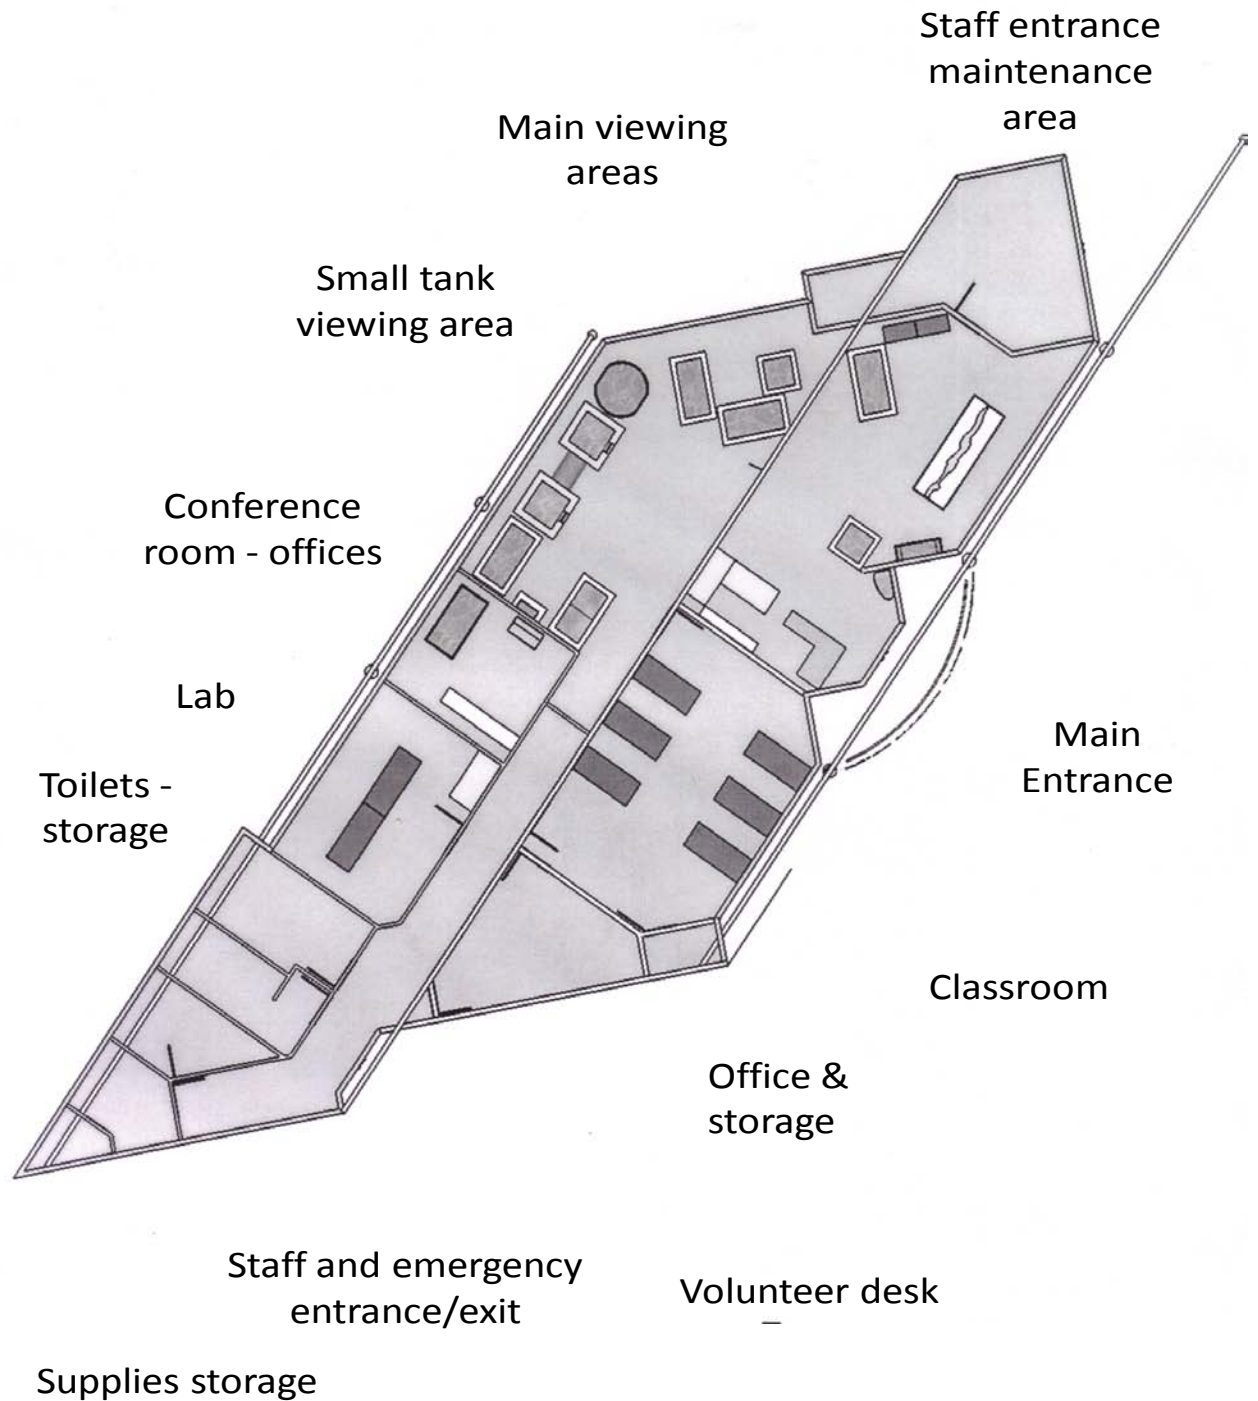 Staff entrance
maintenance
area
Main viewing
areas
Small tank
viewing area
Conference
room - offices
Lab
Toilets -
storage
Main
Entrance
Classroom
Office &
storage
Staff and emergency
entrance/exit
Volunteer desk
Supplies storage